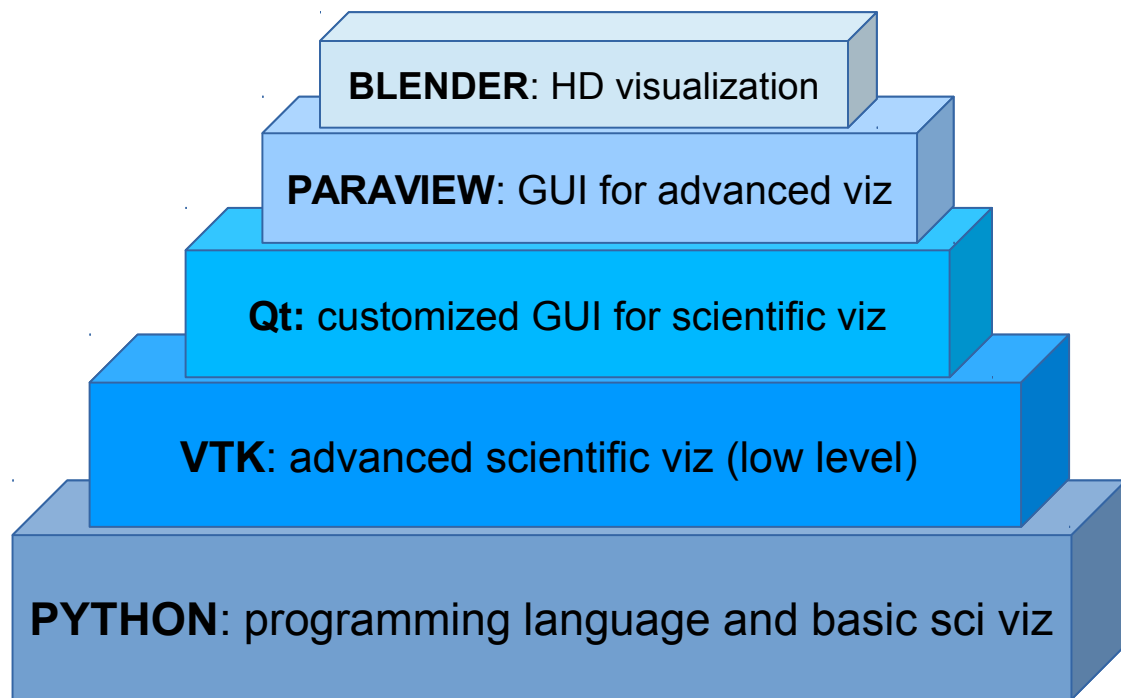 BLENDER: HD visualization
PARAVIEW: GUI for advanced viz
Qt: customized GUI for scientific viz
VTK: advanced scientific viz (low level)
PYTHON: programming language and basic sci viz